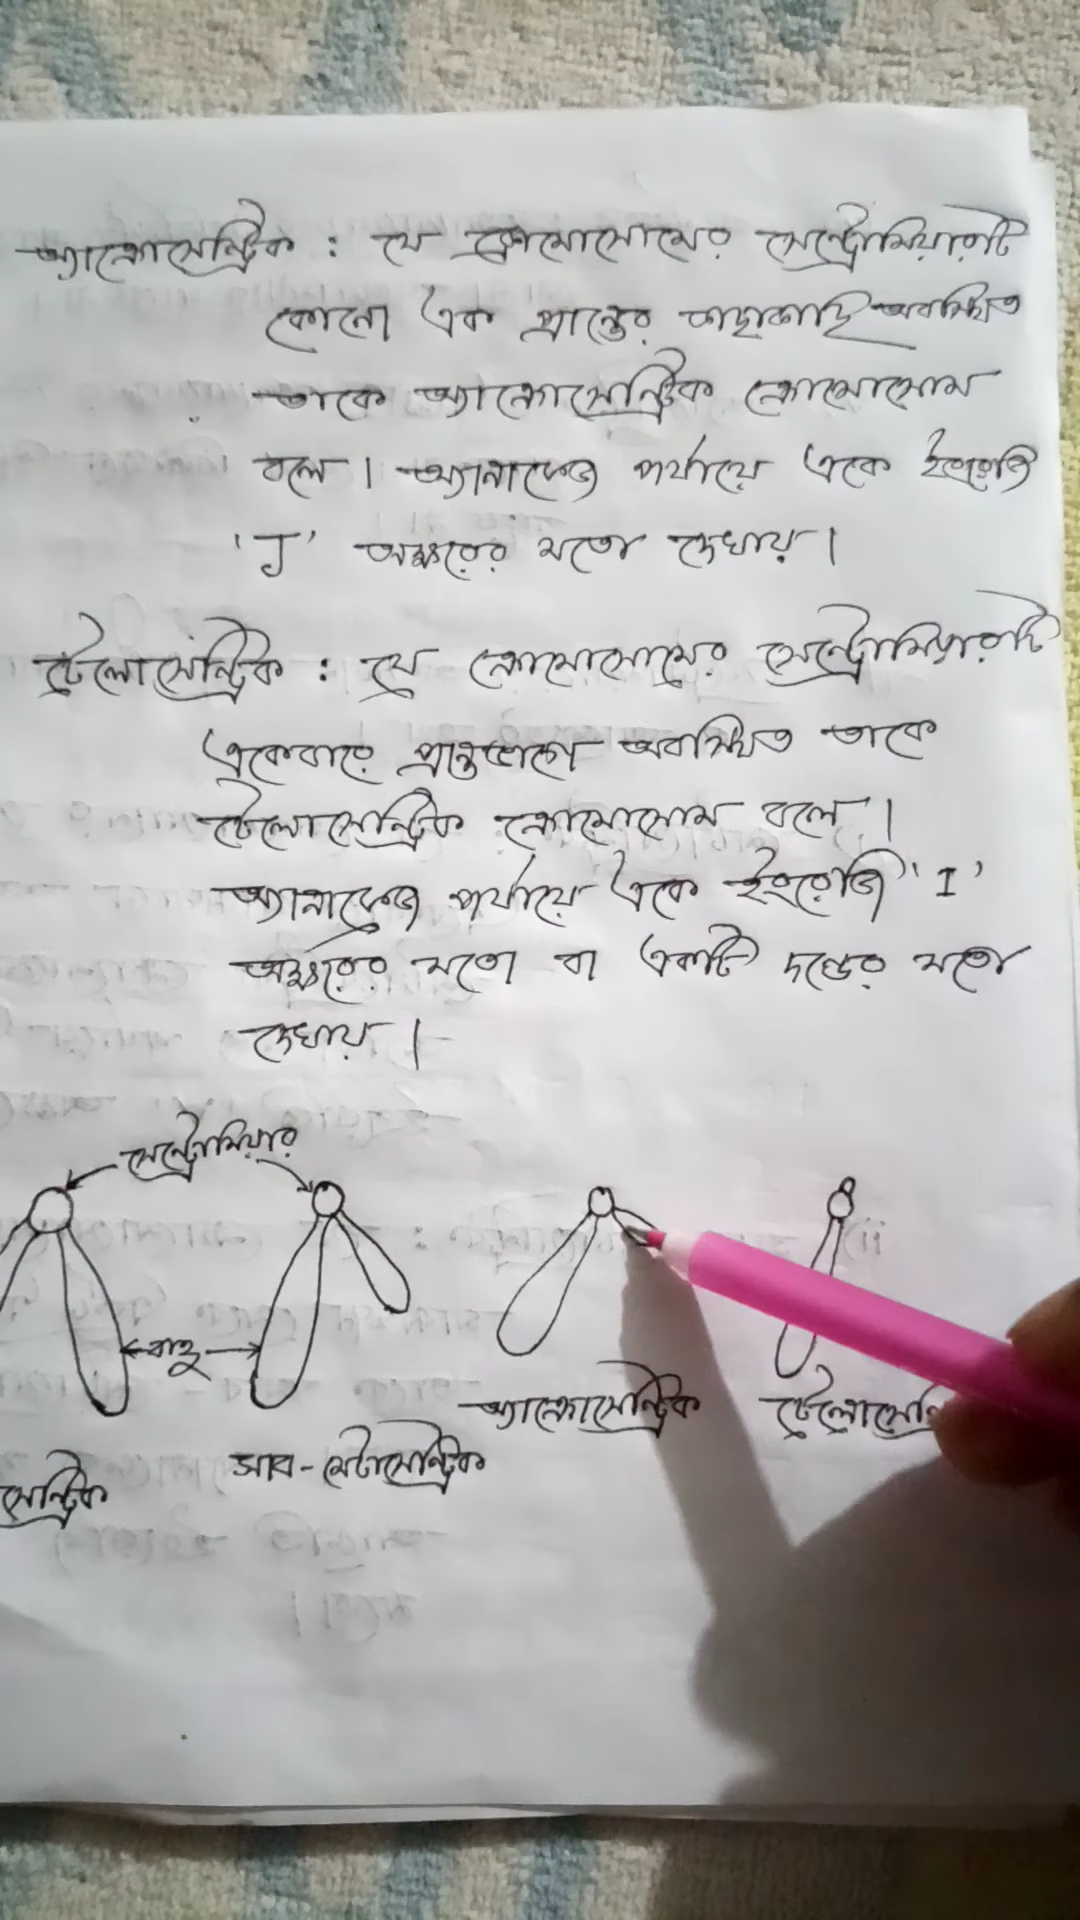 অ্যাক্রোসেন্ট্রিক : যে ক্রোমোসোমের সেন্ট্রোমিয়ারটি
কোনো এক প্রান্তের কাছাকাছি অবস্থিত
তাকে অ্যাক্রোসেন্ট্রিক ক্রোমোসোম
বলে । অ্যানাফেজ পর্যায়ে একে ইংরেজি
'J' অক্ষরের মতো দেখায় ।
টেলোসেন্ট্রিক : যে ক্রোমোসোমের সেন্ট্রোমিয়ারটি
একেবারে প্রান্তভাগে অবস্থিত তাকে
টেলোসেন্ট্রিক ক্রোমোসোম বলে ।
অ্যানাফেজ পর্যায়ে একে ইংরেজি 'I'
অক্ষরের মতো বা একটি দণ্ডের মতো
দেখায় ।
সেন্ট্রোমিয়ার
বাহু
অ্যাক্রোসেন্ট্রিক টেলোসেন্ট্রি
সাব-মেটাসেন্ট্রিক
সেন্ট্রিক